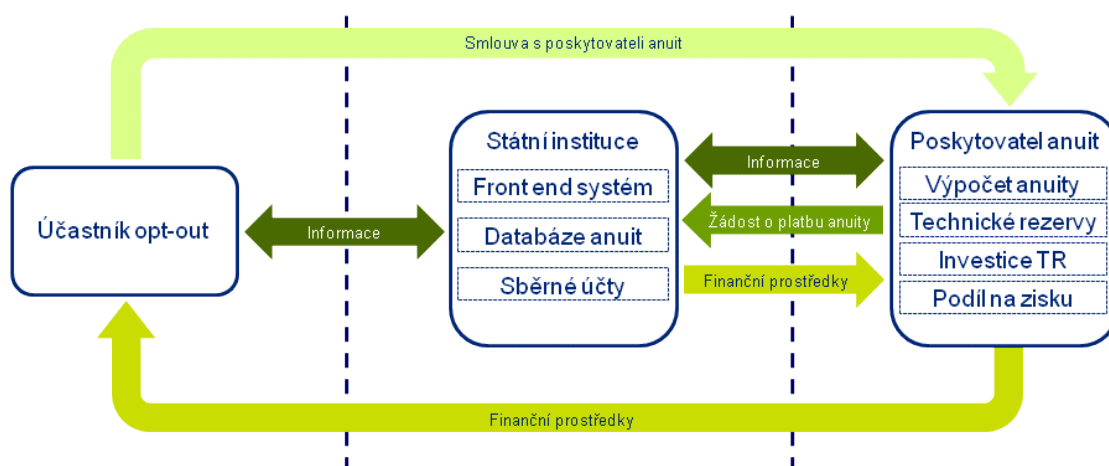 Smlouva s poskytovateli anuit
Účastník opt-out
Informace
Státní instituce
Front end systém
Databáze anuit
Sběrné účty
Informace
Žádost o platbu anuity
Finanční prostředky
Poskytovatel anuit
Výpočet anuity
Technické rezervy
Investice TR
Podíl na zisku
Finanční prostředky